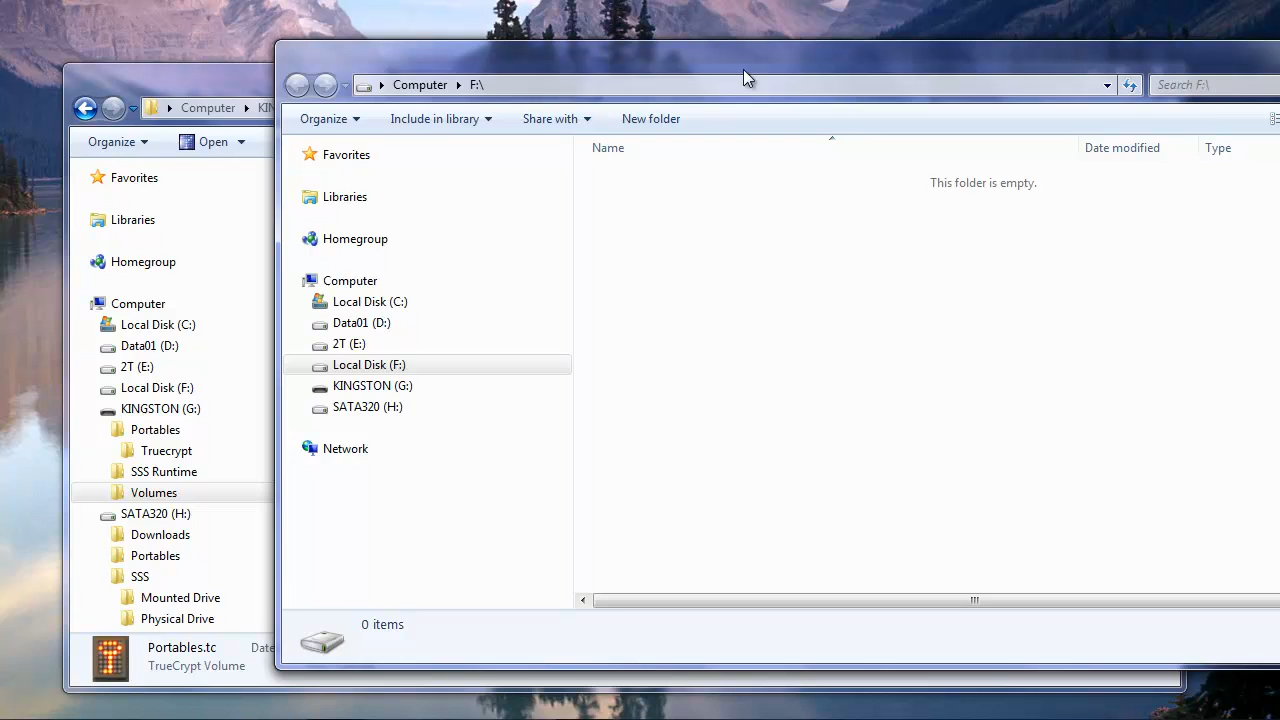 Computer
KIN
Organize
Open
Favorites
Libraries
Homegroup
Computer
Local Disk (C:)
Data01 (D:)
2T (E:)
Local Disk (F:)
KINGSTON (G:)
Portables
Truecrypt
SSS Runtime
Volumes
SATA320 (H:)
Downloads
Portables
SSS
Mounted Drive
Physical Drive
Portables.tc
Date
TrueCrypt Volume
Computer F:\
Search F:\
Organize Include in library Share with New folder
Favorites
Libraries
Homegroup
Computer
Local Disk (C:)
Data01 (D:)
2T (E:)
Local Disk (F:)
KINGSTON (G:)
SATA320 (H:)
Network
Name Date modified Type
This folder is empty.
0 items